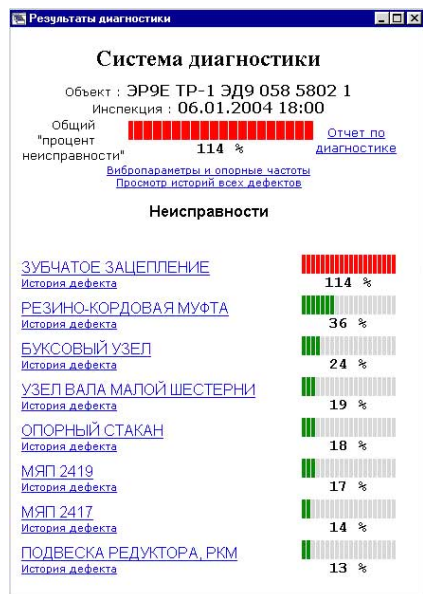 Результаты диагностики
Система диагностики
Объект : ЭР9Е ТР-1 ЭД9 058 5802 1
Инспекция : 06.01.2004 18:00
Общий
"процент
неисправности"
114 %
Отчет по
диагностике
Вибропараметры и опорные частоты
Просмотр историй всех дефектов
Неисправности
ЗУБЧАТОЕ ЗАЦЕПЛЕНИЕ
История дефекта
114 %
РЕЗИНО-КОРДОВАЯ МУФТА
История дефекта
36 %
БУКСОВЫЙ УЗЕЛ
История дефекта
24 %
УЗЕЛ ВАЛА МАЛОЙ ШЕСТЕРНИ
История дефекта
19 %
ОПОРНЫЙ СТАКАН
История дефекта
18 %
МЯП 2419
История дефекта
17 %
МЯП 2417
История дефекта
14 %
ПОДВЕСКА РЕДУКТОРА, РКМ
История дефекта
13 %